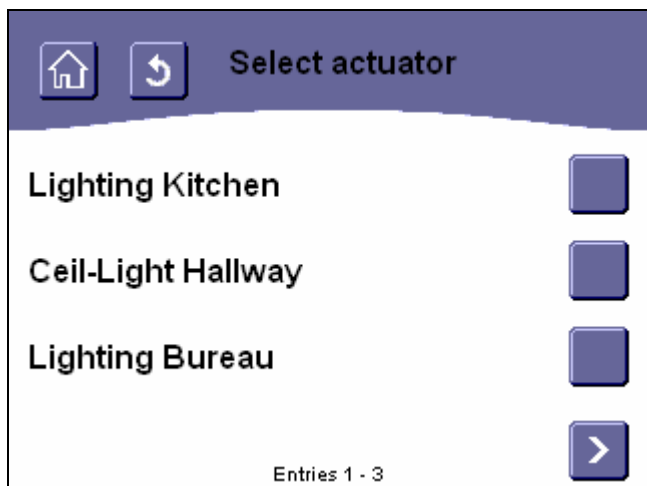 Select actuator
Lighting Kitchen
Ceil-Light Hallway
Lighting Bureau
Entries 1 - 3